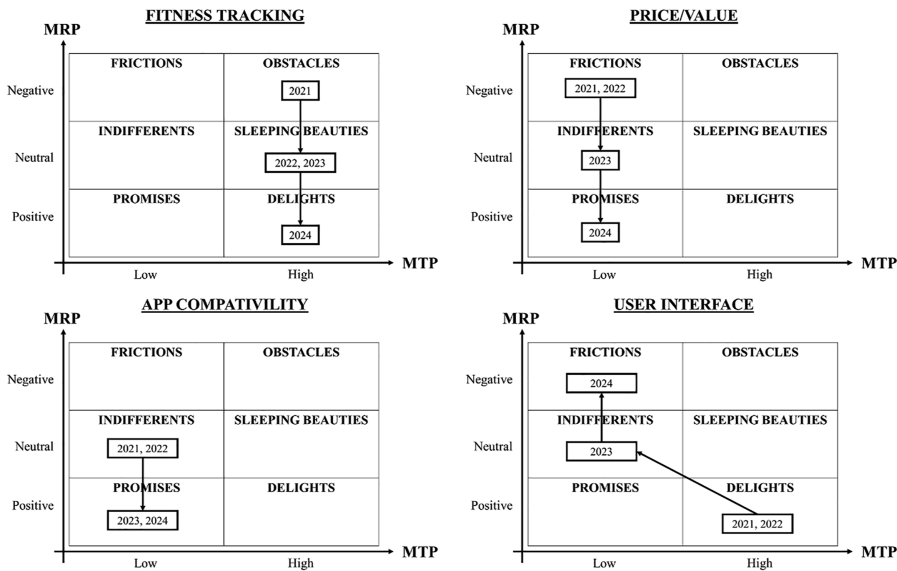 FITNESS TRACKING
MRP
FRICTIONS OBSTACLES
Negative 2021
INDIFFERENTS SLEEPING BEAUTIES
Neutral 2022, 2023
PROMISES DELIGHTS
Positive
2024
MTP
Low High
PRICE/VALUE
MRP
FRICTIONS OBSTACLES
Negative 2021, 2022
INDIFFERENTS SLEEPING BEAUTIES
Neutral 2023
PROMISES DELIGHTS
Positive
2024
MTP
Low High
APP COMPATIVILITY
MRP
FRICTIONS OBSTACLES
Negative
INDIFFERENTS SLEEPING BEAUTIES
Neutral 2021, 2022
PROMISES DELIGHTS
Positive
2023, 2024
MTP
Low High
USER INTERFACE
MRP
FRICTIONS OBSTACLES
Negative 2024
INDIFFERENTS SLEEPING BEAUTIES
Neutral 2023
PROMISES DELIGHTS
Positive
2021, 2022
MTP
Low High